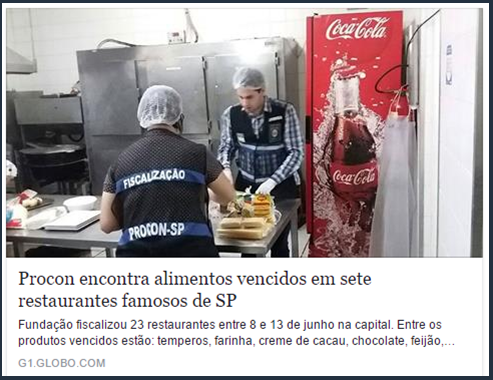 Coca-Cola
Coca-Cola
FISCALIZAÇÃO
PROCON-SP
Procon encontra alimentos vencidos em sete
restaurantes famosos de SP
Fundação fiscalizou 23 restaurantes entre 8 e 13 de junho na capital. Entre os
produtos vencidos estão: temperos, farinha, creme de cacau, chocolate, feijão,...
G1.GLOBO.COM